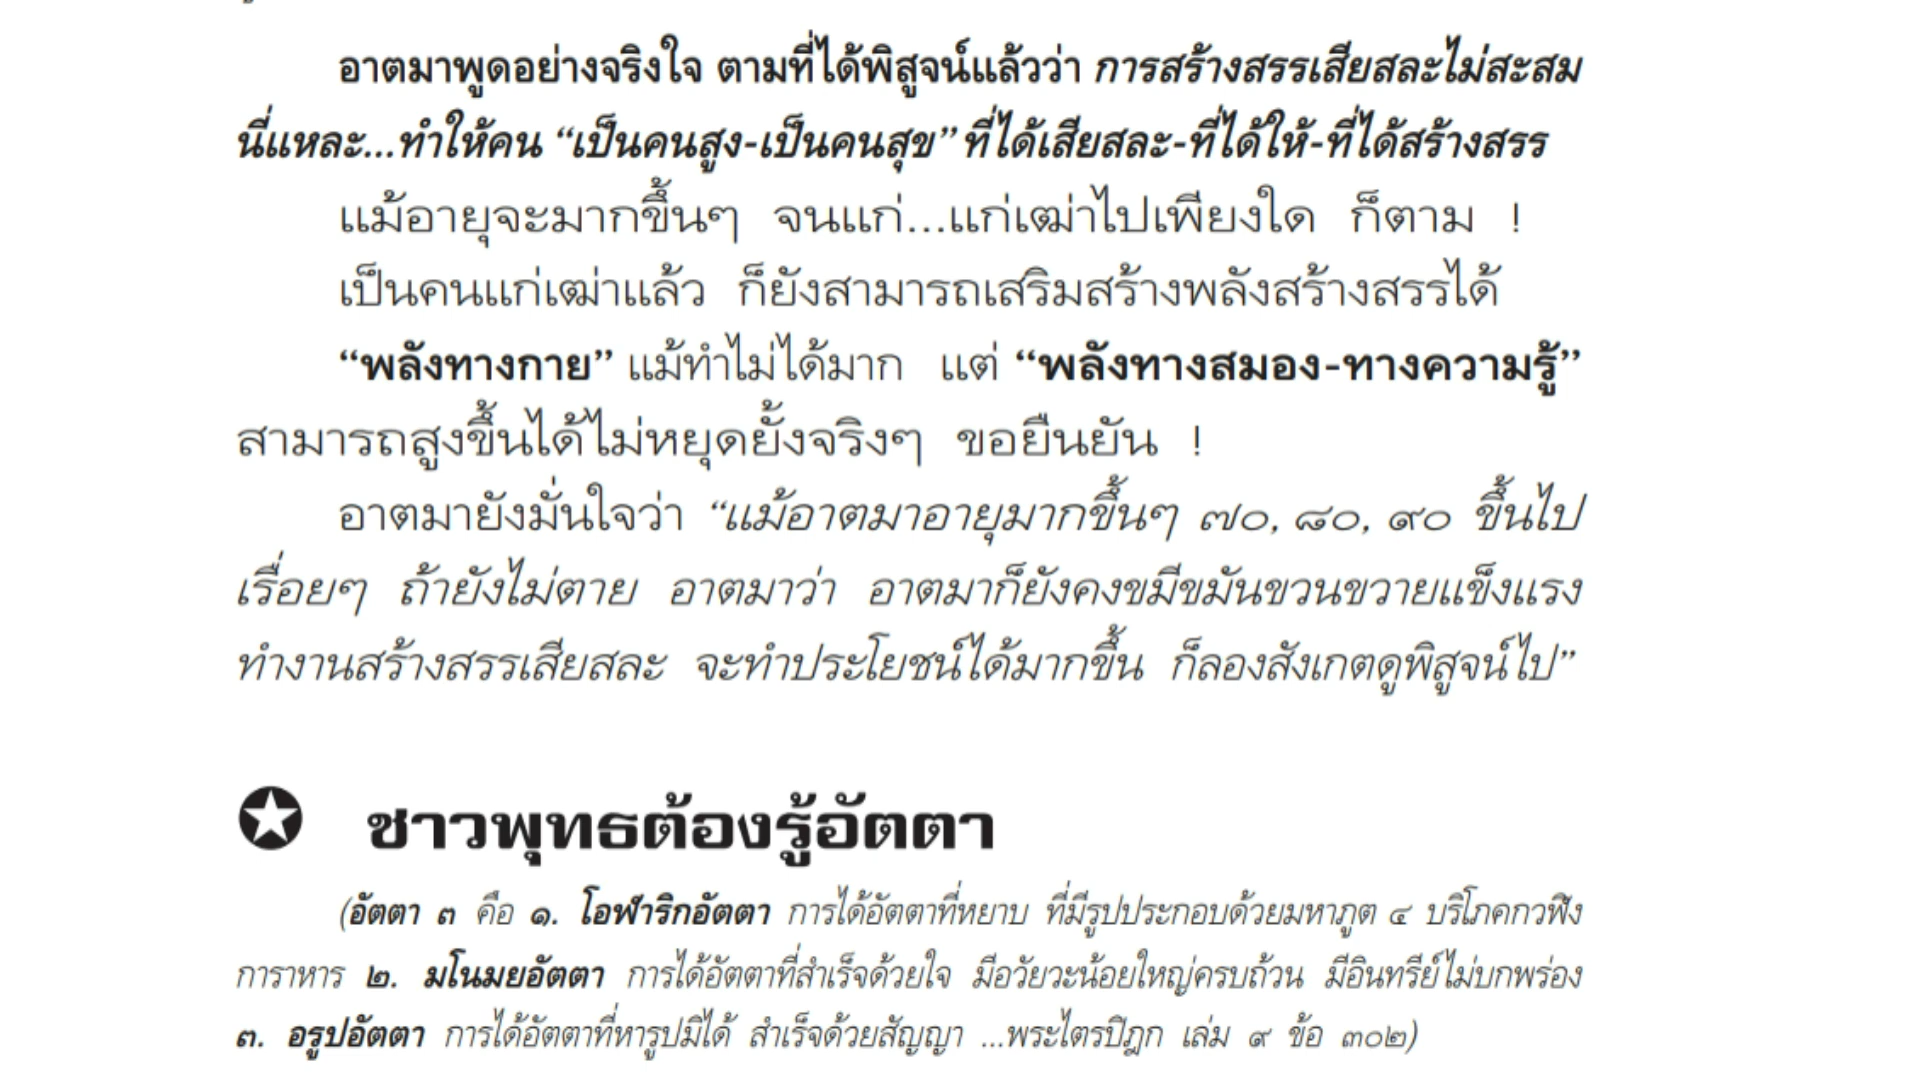 อาตมาพูดอย่างจริงใจ ตามที่ได้พิสูจน์แล้วว่า การสร้างสรรเสียสละไม่สะสม
นี่แหละ...ทำให้คน “เป็นคนสูง-เป็นคนสุข” ที่ได้เสียสละ-ที่ได้ให้-ที่ได้สร้างสรร
แม้อายุจะมากขึ้นๆ จนแก่...แก่เฒ่าไปเพียงใด ก็ตาม !
เป็นคนแก่เฒ่าแล้ว ก็ยังสามารถเสริมสร้างพลังสร้างสรรได้
“พลังทางกาย” แม้ทำไม่ได้มาก แต่ “พลังทางสมอง-ทางความรู้”
สามารถสูงขึ้นได้ไม่หยุดยั้งจริงๆ ขอยืนยัน !
อาตมายังมั่นใจว่า “แม้อาตมาอายุมากขึ้นๆ ๗๐, ๘๐, ๙๐ ขึ้นไป
เรื่อยๆ ถ้ายังไม่ตาย อาตมาว่า อาตมาก็ยังคงขมีขมันขวนขวายแข็งแรง
ทำงานสร้างสรรเสียสละ จะทำประโยชน์ได้มากขึ้น ก็ลองสังเกตดูพิสูจน์ไป”
ชาวพุทธต้องรู้อัตตา
(อัตตา ๓ คือ ๑. โอฬาริกอัตตา การได้อัตตาที่หยาบ ที่มีรูปประกอบด้วยมหาภูต ๔ บริโภคกวฬิง
การาหาร ๒. มโนมยอัตตา การได้อัตตาที่สำเร็จด้วยใจ มีอวัยวะน้อยใหญ่ครบถ้วน มีอินทรีย์ไม่บกพร่อง
๓. อรูปอัตตา การได้อัตตาที่หารูปมิได้ สำเร็จด้วยสัญญา ...พระไตรปิฎก เล่ม ๙ ข้อ ๓๐๒)